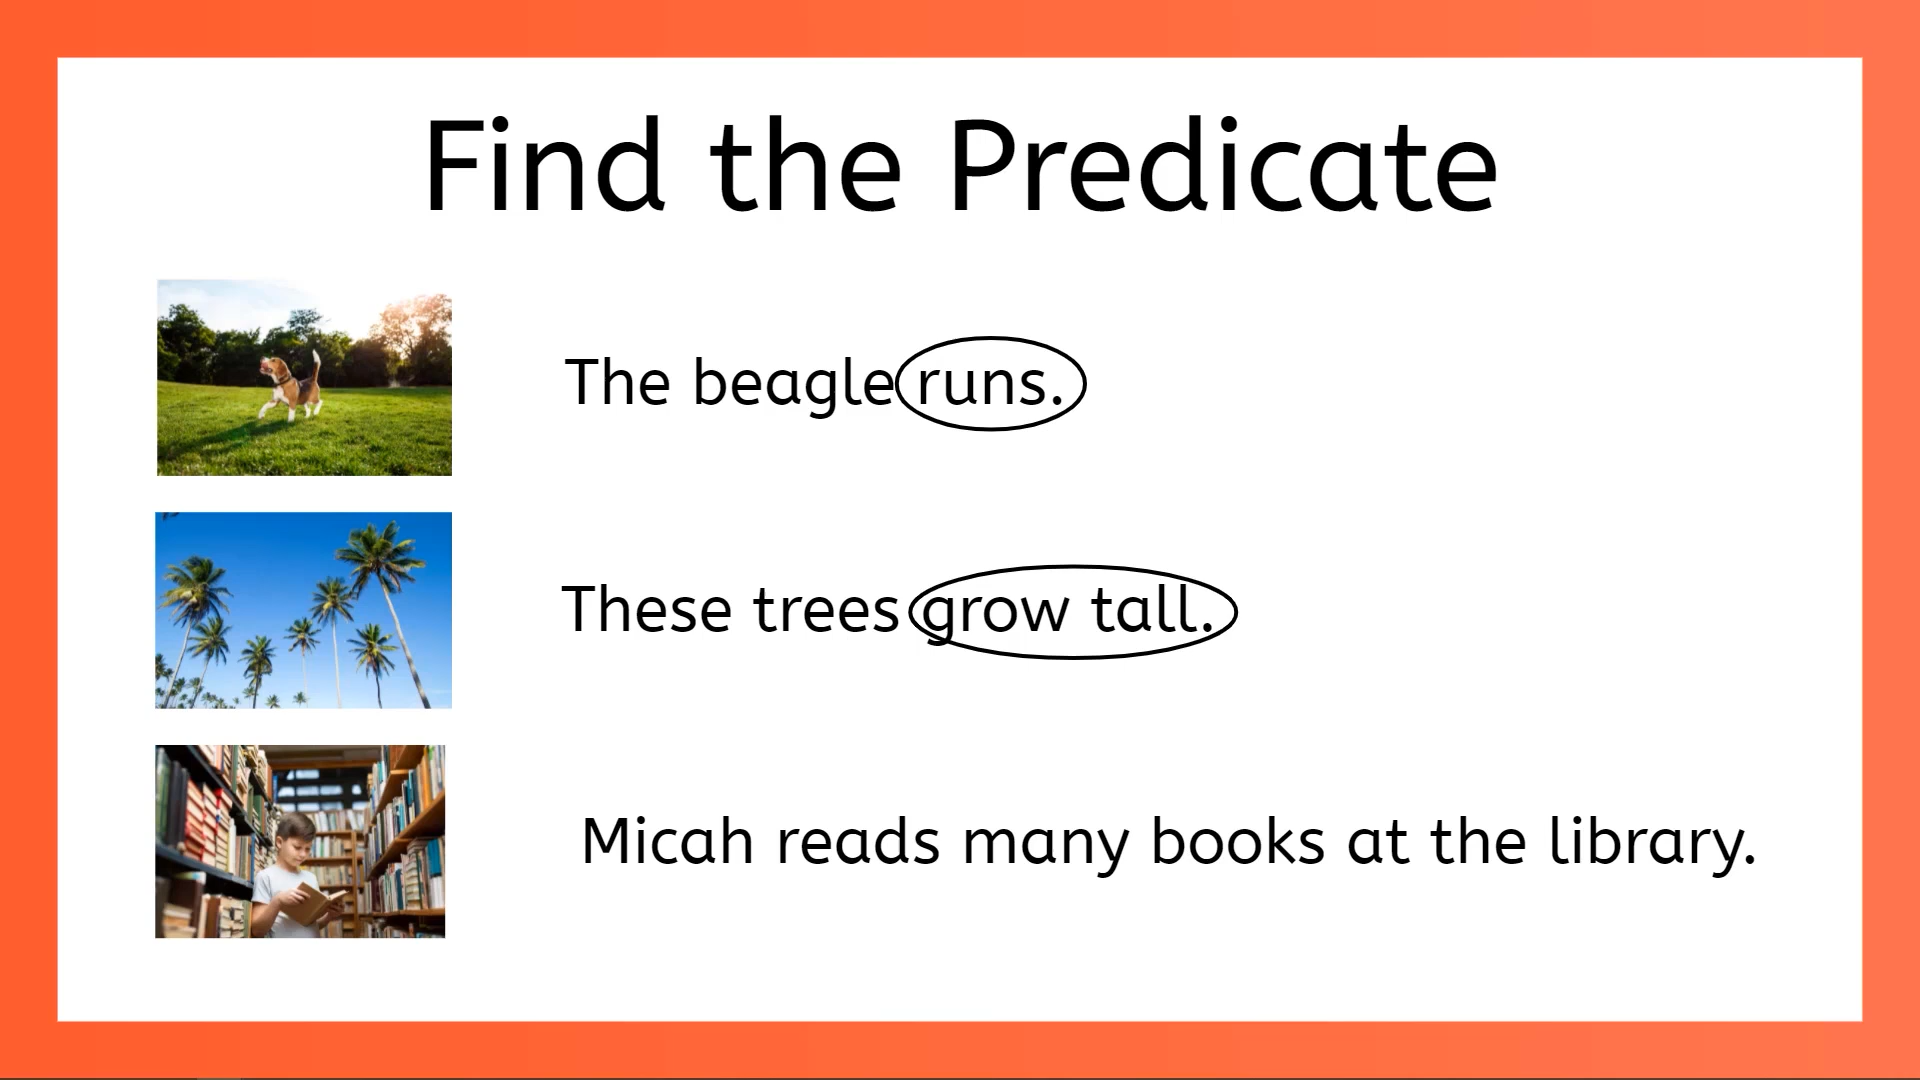 Find the Predicate
The beagle runs.
These trees grow tall.
Micah reads many books at the library.